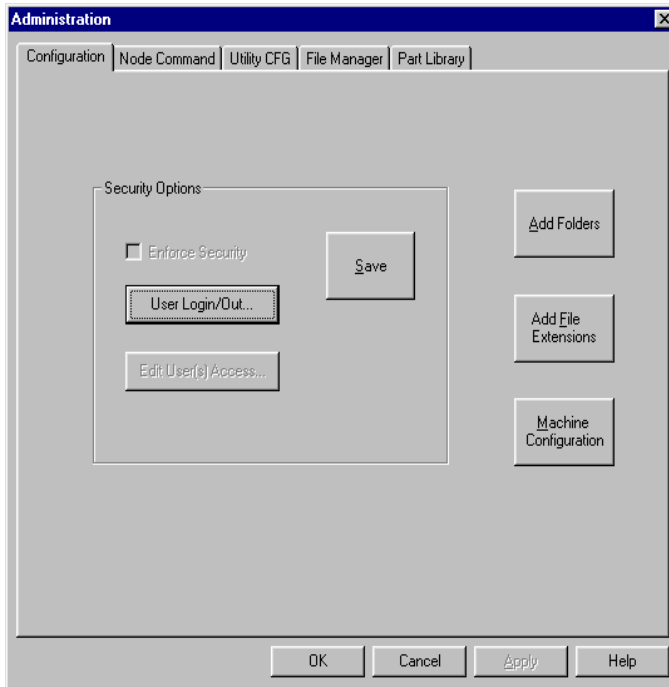 Administration
Configuration Node Command Utility CFG File Manager Part Library
Security Options
Enforce Security
Save
User Login/Out...
Edit User(s) Access...
Add Folders
Add File
Extensions
Machine
Configuration
OK Cancel Apply Help